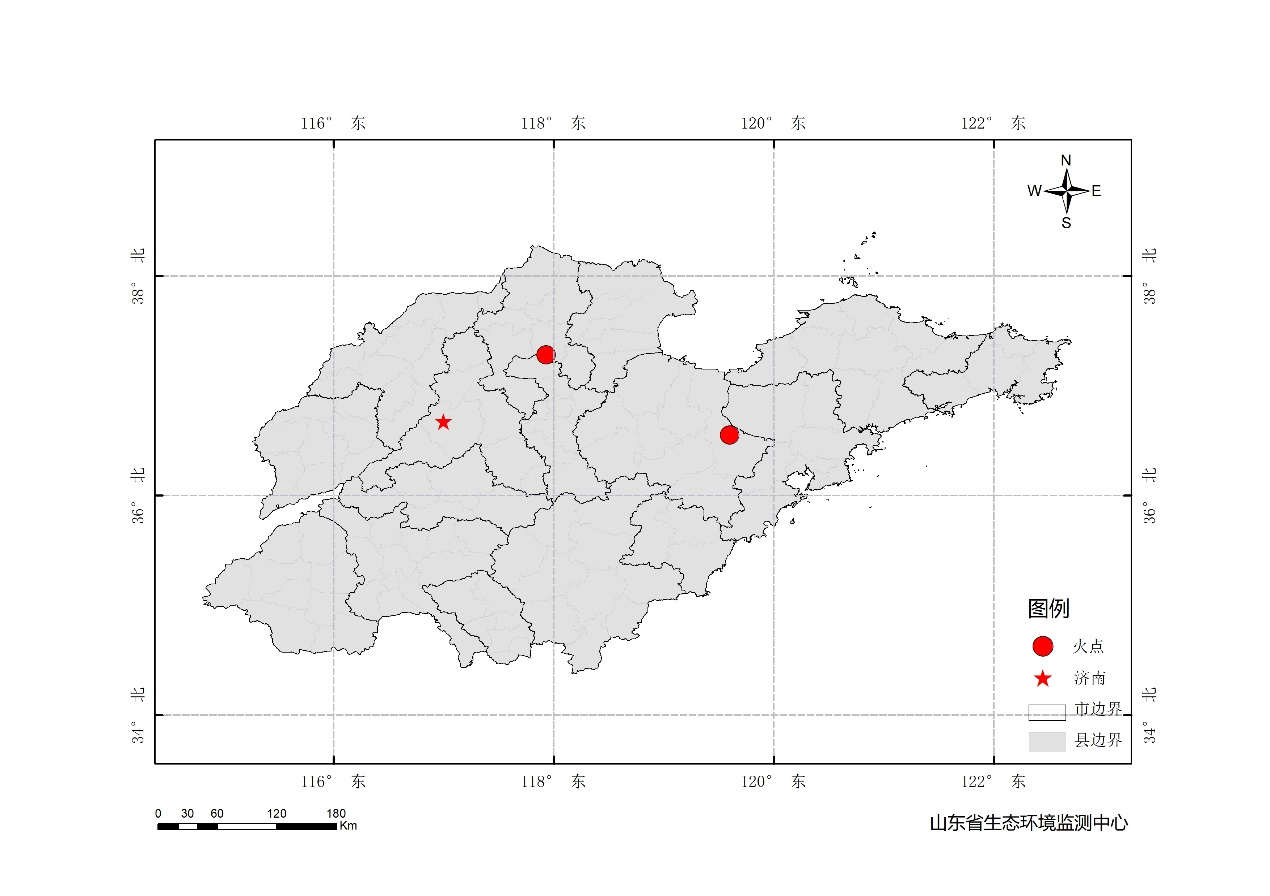 116° 东 118° 东 120° 东 122° 东
N
W E
S
38° 北 38° 北
36° 北 36° 北
图例
火点
济南
市边界
县边界
34° 北 34° 北
116° 东 118° 东 120° 东 122° 东
0 30 60 120 180
Km
山东省生态环境监测中心